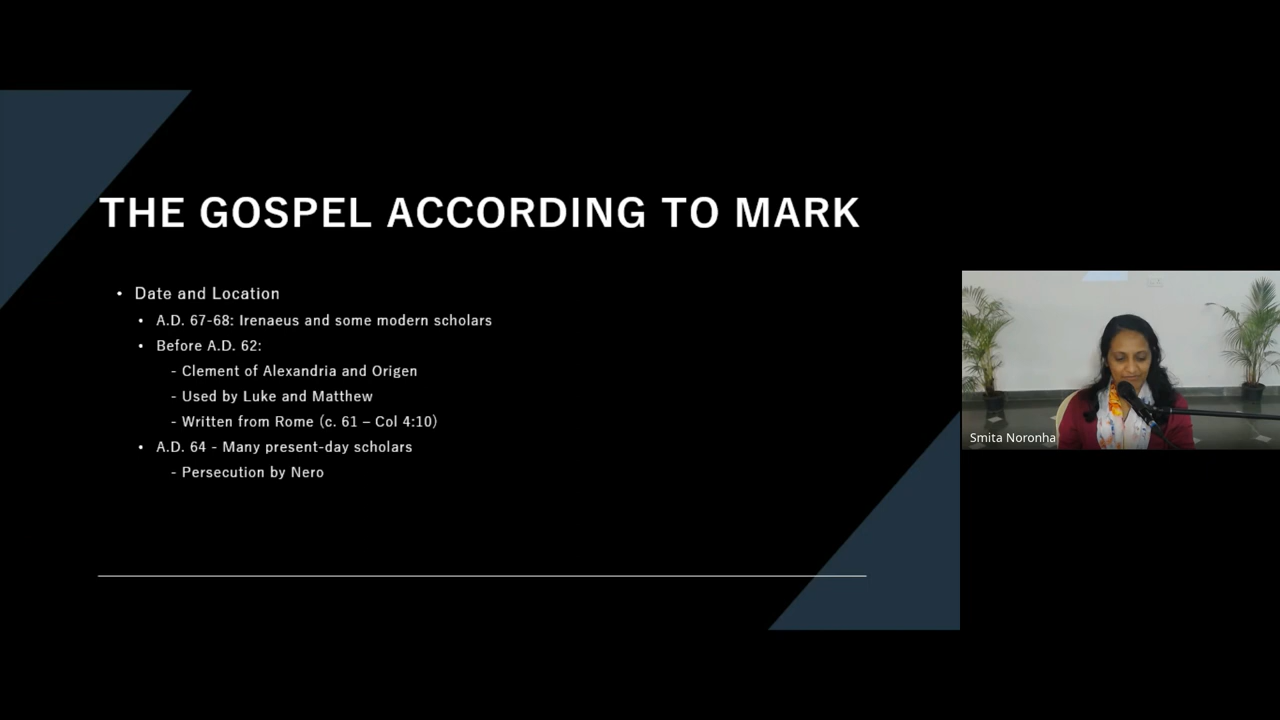 THE GOSPEL ACCORDING TO MARK
• Date and Location
• A.D. 67-68: Irenaeus and some modern scholars
• Before A.D. 62:
- Clement of Alexandria and Origen
- Used by Luke and Matthew
- Written from Rome (c. 61 – Col 4:10)
• A.D. 64 - Many present-day scholars
- Persecution by Nero
Smita Noronha